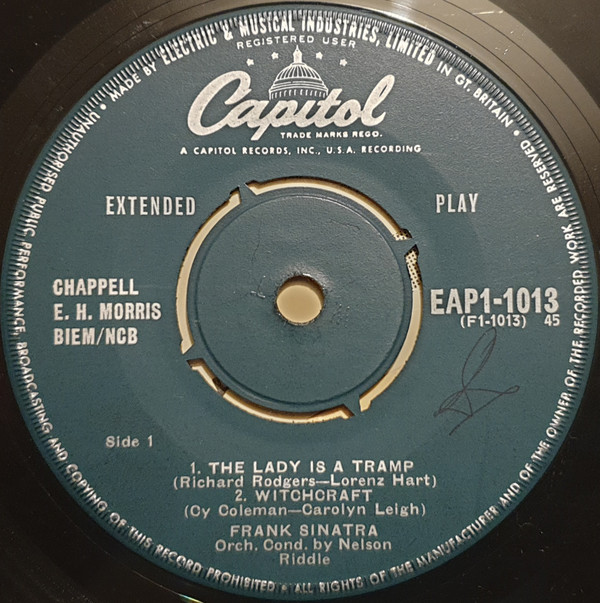 MADE BY ELECTRIC & MUSICAL INDUSTRIES, LIMITED IN GT. BRITAIN • ALL RIGHTS OF THE MANUFACTURER AND OF THE OWNER OF THE RECORDED WORK ARE RESERVED • UNAUTHORISED PUBLIC PERFORMANCE, BROADCASTING AND COPYING OF THIS RECORD PROHIBITED •
REGISTERED USER
Capitol
TRADE MARKS REGD.
A CAPITOL RECORDS, INC., U.S.A. RECORDING
EXTENDED PLAY
CHAPPELL
E. H. MORRIS
BIEM/NCB
EAP1-1013
(F1-1013) 45
Side 1
1. THE LADY IS A TRAMP
(Richard Rodgers—Lorenz Hart)
2. WITCHCRAFT
(Cy Coleman—Carolyn Leigh)
FRANK SINATRA
Orch. Cond. by Nelson
Riddle